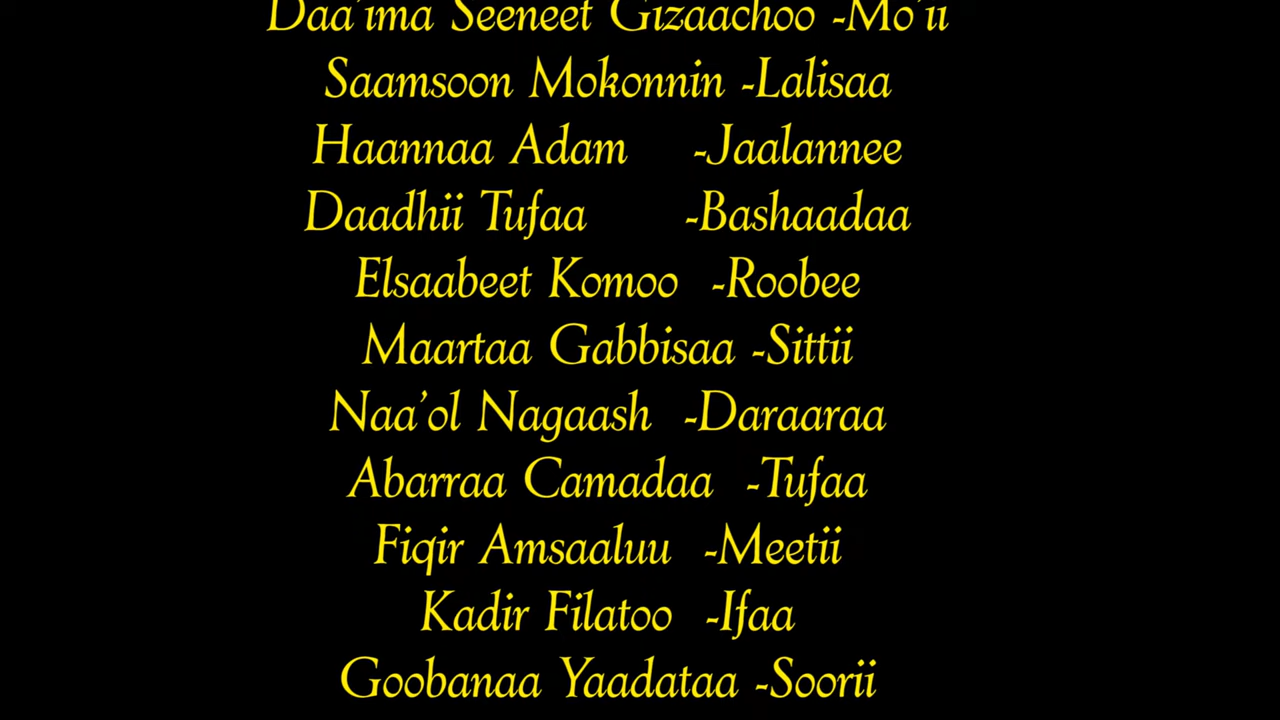 Daa'ima Seeneet Gizaachoo -Mo'ii
Saamsoon Mokonnin -Lalisaa
Haannaa Adam -Jaalannee
Daadhii Tufaa -Bashaadaa
Elsaabeet Komoo -Roobee
Maartaa Gabbisaa -Sittii
Naa’ol Nagaash -Daraaraa
Abarraa Camadaa -Tufaa
Fiqir Amsaaluu -Meetii
Kadir Filatoo -Ifaa
Goobanaa Yaadataa -Soorii